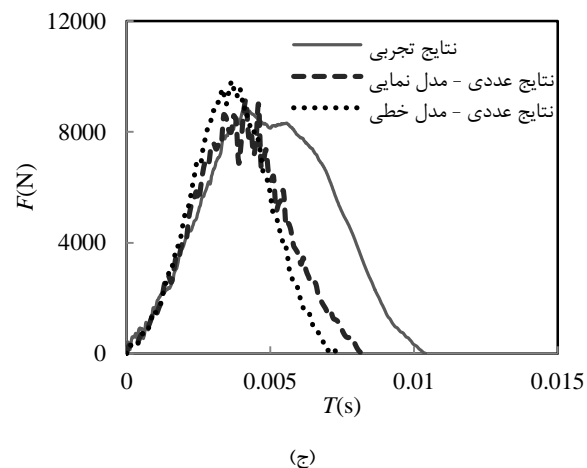 12000
8000
4000
0
F(N)
نتایج تجربی
نتایج عددی - مدل نمایی
نتایج عددی - مدل خطی
0 0.005 0.01 0.015
T(s)
(ج)